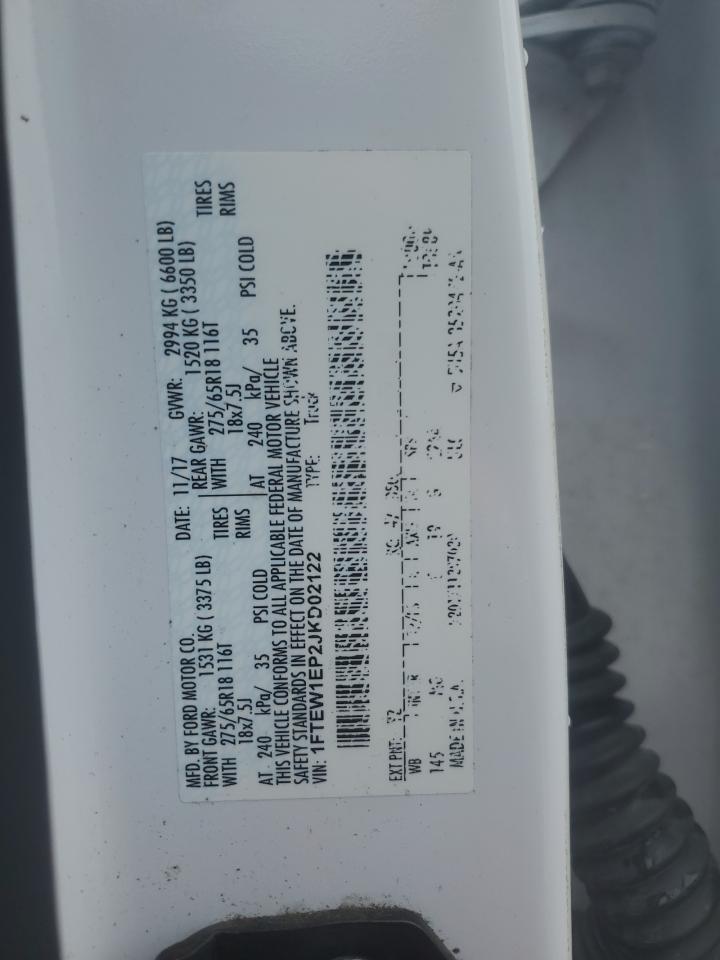 MFD. BY FORD MOTOR CO.
DATE: 11/17 GVWR: 2994 KG ( 6600 LB)
FRONT GAWR: 1531 KG ( 3375 LB) REAR GAWR: 1520 KG ( 3350 LB)
WITH 275/65R18 116T TIRES WITH 275/65R18 116T TIRES
18x7.5J RIMS 18x7.5J RIMS
AT 240 kPa/ 35 PSI COLD AT 240 kPa/ 35 PSI COLD
THIS VEHICLE CONFORMS TO ALL APPLICABLE FEDERAL MOTOR VEHICLE
SAFETY STANDARDS IN EFFECT ON THE DATE OF MANUFACTURE SHOWN ABOVE.
VIN: 1FTEW1EP2JKD02122 TYPE: Truck
EXT PNT: YZ
WB
145
MADE IN U.S.A.